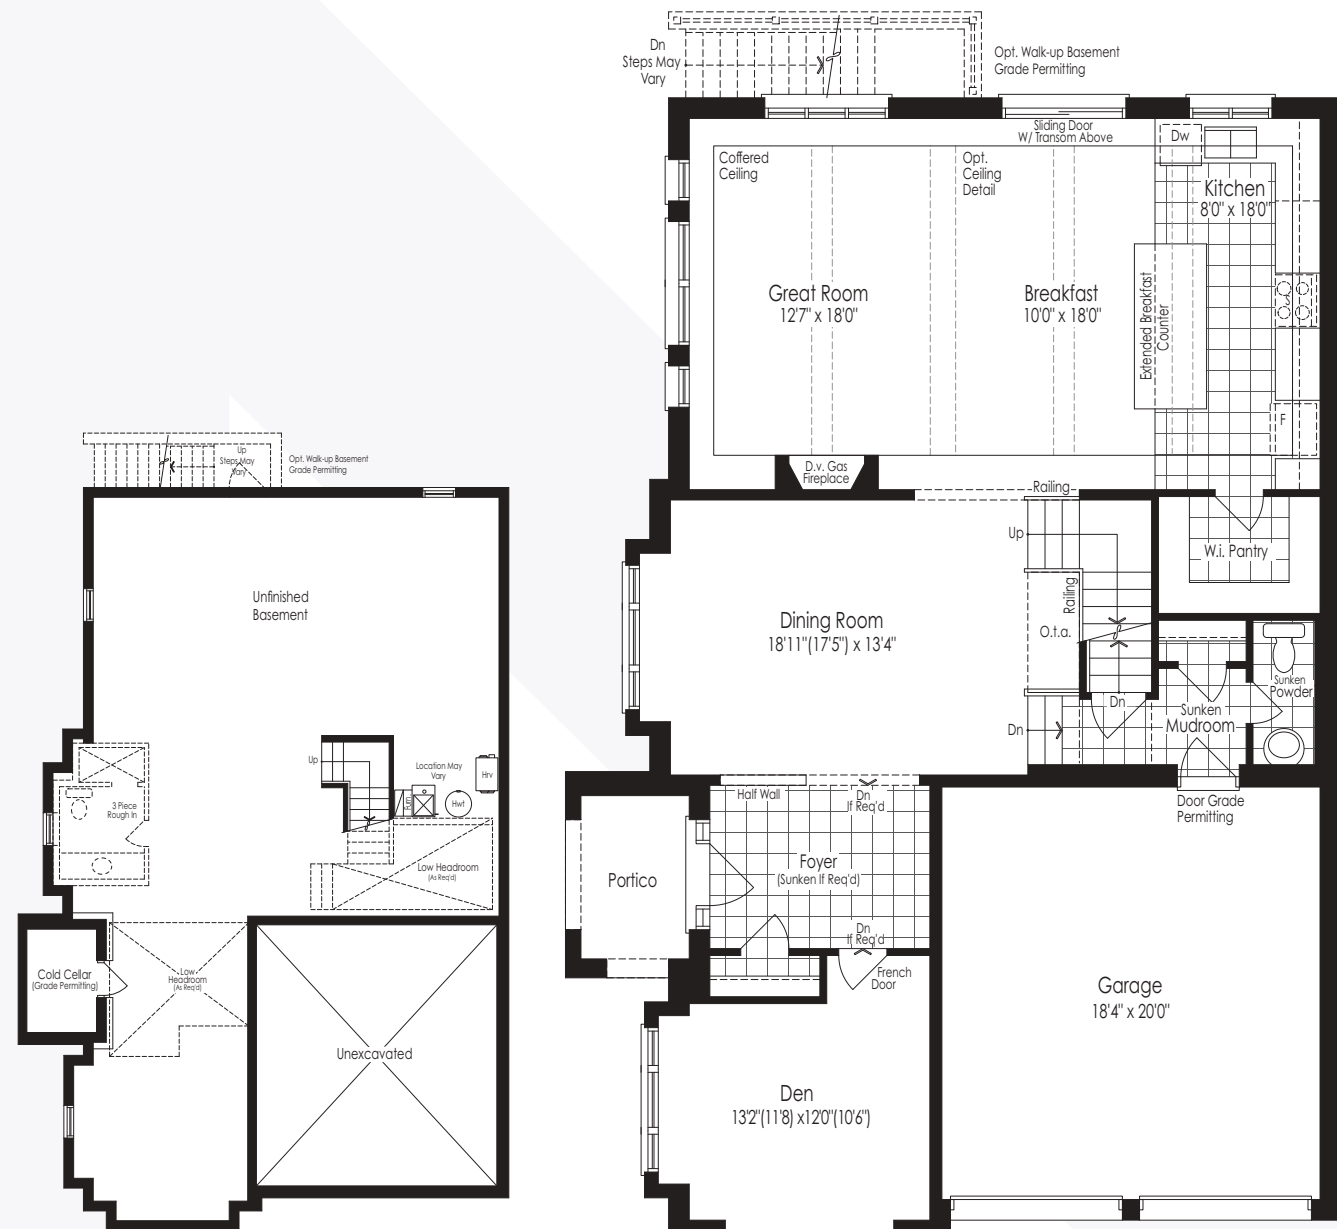 Up
Steps May
Vary
Opt. Walk-up Basement
Grade Permitting
Unfinished
Basement
Up
Location May
Vary
Hrv
Furn
Hwt
3 Piece
Rough In
Low Headroom
(As Req'd)
Cold Cellar
(Grade Permitting)
Low
Headroom
(As Req'd)
Unexcavated
Dn
Steps May
Vary
Opt. Walk-up Basement
Grade Permitting
Sliding Door
W/ Transom Above
Dw
Coffered
Ceiling
Opt.
Ceiling
Detail
Kitchen
8'0" x 18'0"
Great Room
12'7" x 18'0"
Breakfast
10'0" x 18'0"
Extended Breakfast
Counter
F
D.v. Gas
Fireplace
Railing
Up
W.i. Pantry
Railing
O.t.a.
Dining Room
18'11"(17'5") x 13'4"
Dn
Dn
Sunken
Mudroom
Sunken
Powder
Half Wall
Dn
If Req'd
Door Grade
Permitting
Portico
Foyer
(Sunken If Req'd)
Dn
If Req'd
French
Door
Garage
18'4" x 20'0"
Den
13'2"(11'8) x12'0"(10'6")